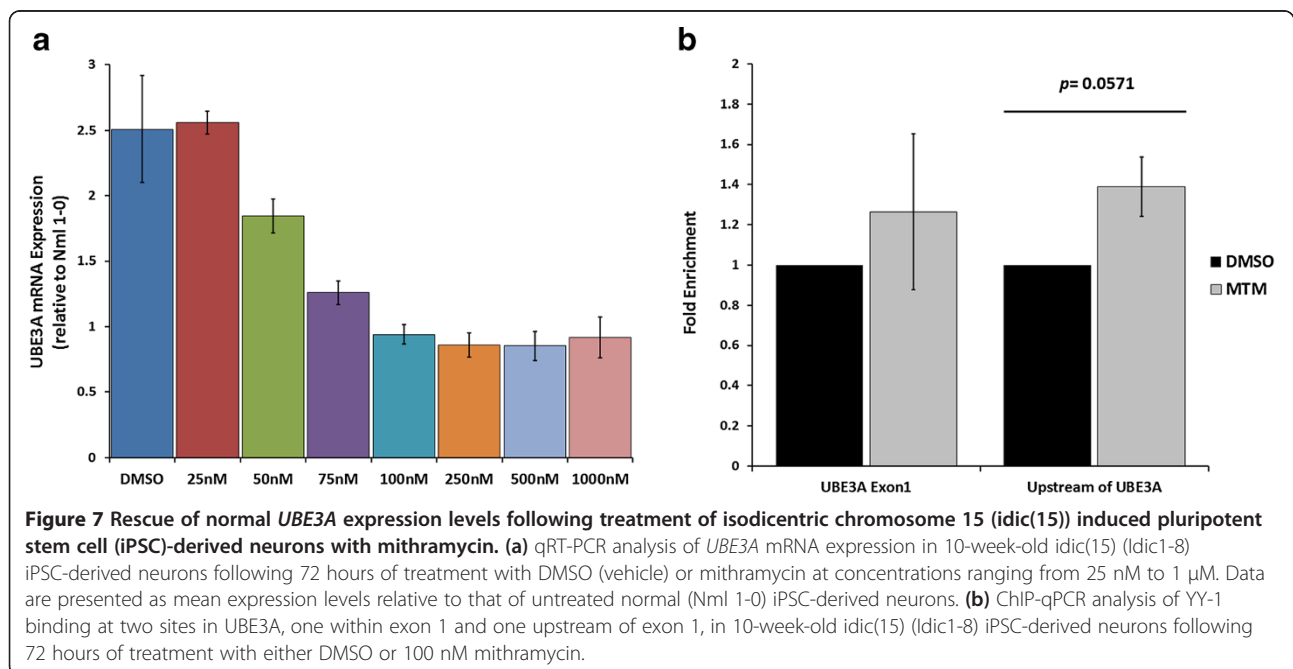 a
b
UBE3A mRNA Expression
(relative to Nml 1-0)
3
2.5
2
1.5
1
0.5
0
DMSO 25nM 50nM 75nM 100nM 250nM 500nM 1000nM
Fold Enrichment
2
1.8
1.6
1.4
1.2
1
0.8
0.6
0.4
0.2
0
p= 0.0571
UBE3A Exon1 Upstream of UBE3A
DMSO
MTM
Figure 7 Rescue of normal UBE3A expression levels following treatment of isodicentric chromosome 15 (idic(15)) induced pluripotent
stem cell (iPSC)-derived neurons with mithramycin. (a) qRT-PCR analysis of UBE3A mRNA expression in 10-week-old idic(15) (Idic1-8)
iPSC-derived neurons following 72 hours of treatment with DMSO (vehicle) or mithramycin at concentrations ranging from 25 nM to 1 μM. Data
are presented as mean expression levels relative to that of untreated normal (Nml 1-0) iPSC-derived neurons. (b) ChIP-qPCR analysis of YY-1
binding at two sites in UBE3A, one within exon 1 and one upstream of exon 1, in 10-week-old idic(15) (Idic1-8) iPSC-derived neurons following
72 hours of treatment with either DMSO or 100 nM mithramycin.